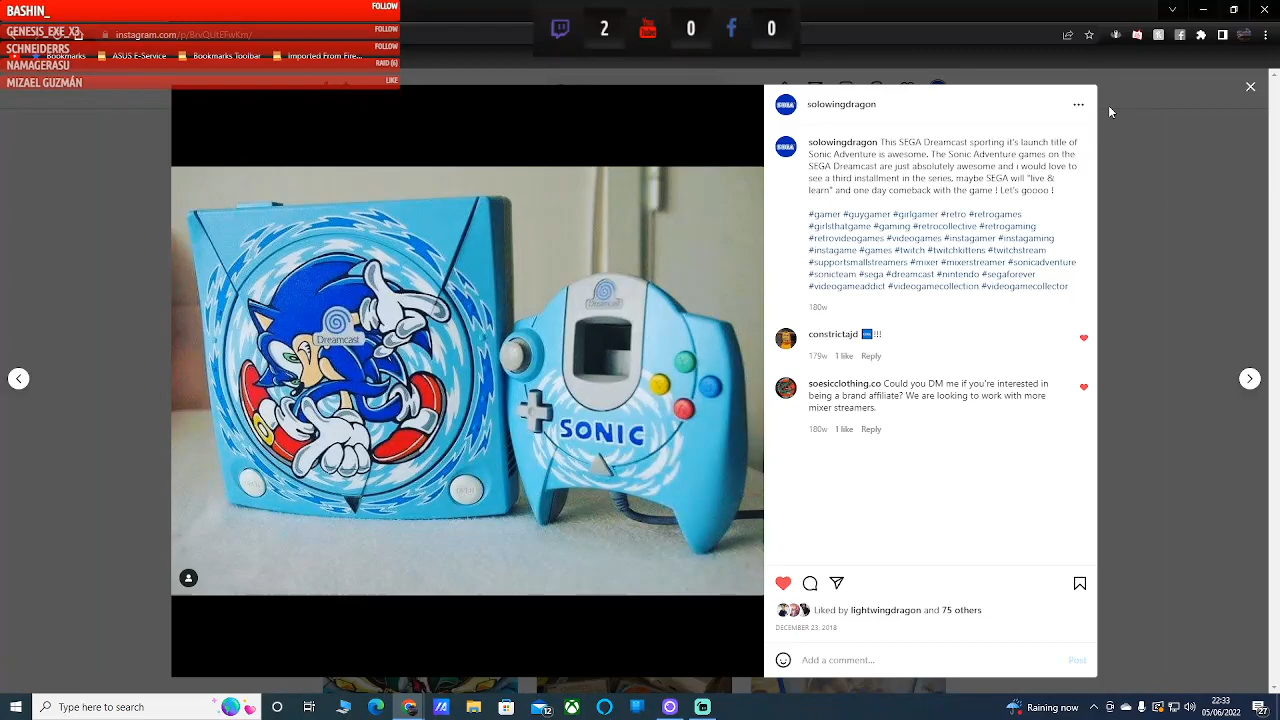 BASHIN_
FOLLOW
GENESIS_EXE_X3
FOLLOW
SCHNEIDERRS
FOLLOW
NAMAGERASU
RAID (6)
MIZAEL GUZMÁN
LIKE
instagram.com/p/BrvQUtEFwKm/
Bookmarks
ASUS E-Service
Bookmarks Toolbar
Imported From Fire...
2
You Tube
0
0
SEGA solowingdragon
SEGA solowingdragon This SEGA Dreamcast sporting it's launch title of
Sonic Adventure is awesome. The Sonic Adventure games on the
SEGA Dreamcast are just absolutely awesome and i would love to
see a third installment in the series, maybe SEGA will "live &
learn" and one day comeback with the game ! Let's goooo !
#gamer #guygamer #girlgamer #retro #retrogames
#girlsthatgame #gaming #retrocollective #retrogaming
#retrovideogames #videogames #instagamer #instagaming
#instagame #games #twitch #twitchkittens #twitchstream
#supportsmallstreamers #mixer #mixerstreamer #sonicadventure
#sonicteam #sega #dreamcast #nintendo #segaforever
#videogameaddict #videogamecollection #videogamecollector
180w
constrictajd !!!
179w 1 like Reply
soesicclothing.co Could you DM me if you're interested in
being a brand affiliate? We are looking to work with more
mixer streamers.
180w 1 like Reply
Dreamcast
Dreamcast
SONIC
OPEN
Liked by lightwingdragon and 75 others
DECEMBER 23, 2018
Add a comment...
Post
Type here to search
Raining now
22:33
05/06/2022